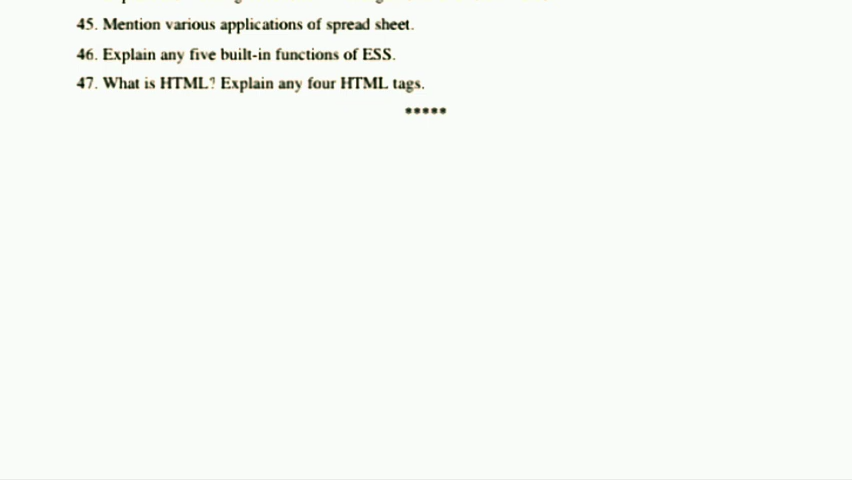 45. Mention various applications of spread sheet.
46. Explain any five built-in functions of ESS.
47. What is HTML? Explain any four HTML tags.
*****